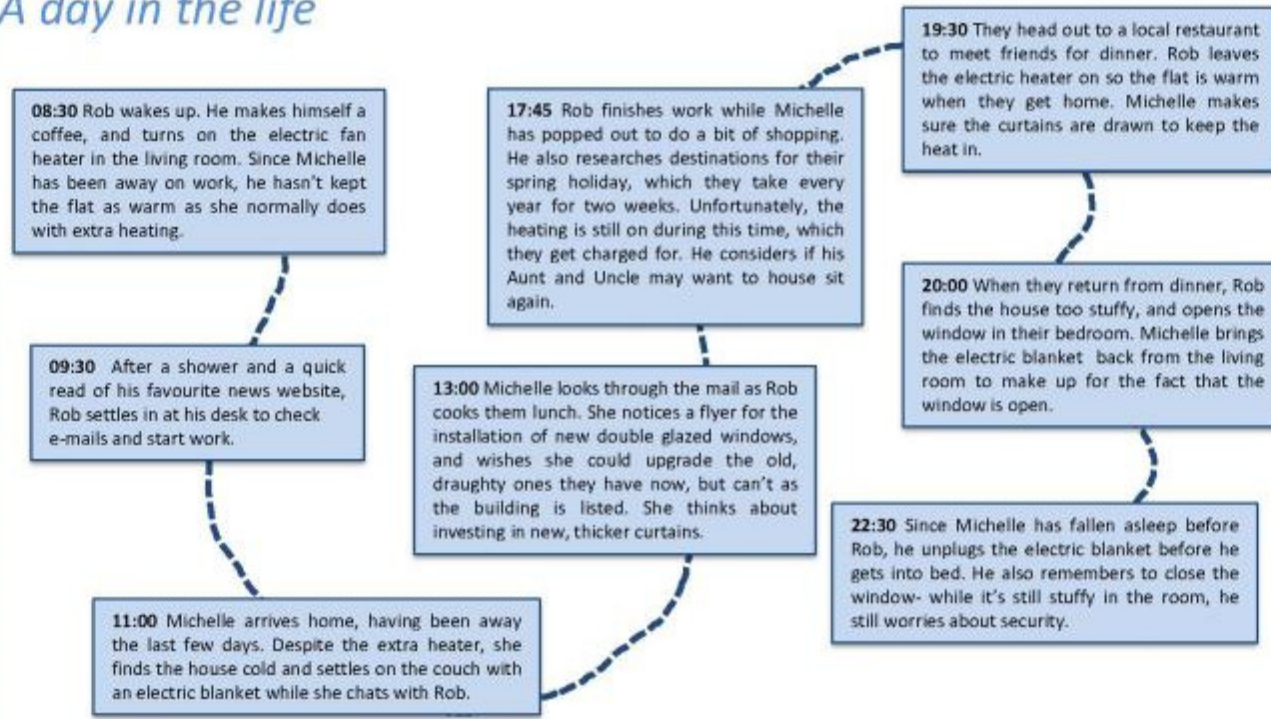 A day in the life
08:30 Rob wakes up. He makes himself a
coffee, and turns on the electric fan
heater in the living room. Since Michelle
has been away on work, he hasn't kept
the flat as warm as she normally does
with extra heating.
09:30 After a shower and a quick
read of his favourite news website,
Rob settles in at his desk to check
e-mails and start work.
11:00 Michelle arrives home, having been away
the last few days. Despite the extra heater, she
finds the house cold and settles on the couch with
an electric blanket while she chats with Rob.
13:00 Michelle looks through the mail as Rob
cooks them lunch. She notices a flyer for the
installation of new double glazed windows,
and wishes she could upgrade the old,
draughty ones they have now, but can't as
the building is listed. She thinks about
investing in new, thicker curtains.
17:45 Rob finishes work while Michelle
has popped out to do a bit of shopping.
He also researches destinations for their
spring holiday, which they take every
year for two weeks. Unfortunately, the
heating is still on during this time, which
they get charged for. He considers if his
Aunt and Uncle may want to house sit
again.
19:30 They head out to a local restaurant
to meet friends for dinner. Rob leaves
the electric heater on so the flat is warm
when they get home. Michelle makes
sure the curtains are drawn to keep the
heat in.
20:00 When they return from dinner, Rob
finds the house too stuffy, and opens the
window in their bedroom. Michelle brings
the electric blanket back from the living
room to make up for the fact that the
window is open.
22:30 Since Michelle has fallen asleep before
Rob, he unplugs the electric blanket before he
gets into bed. He also remembers to close the
window- while it's still stuffy in the room, he
still worries about security.